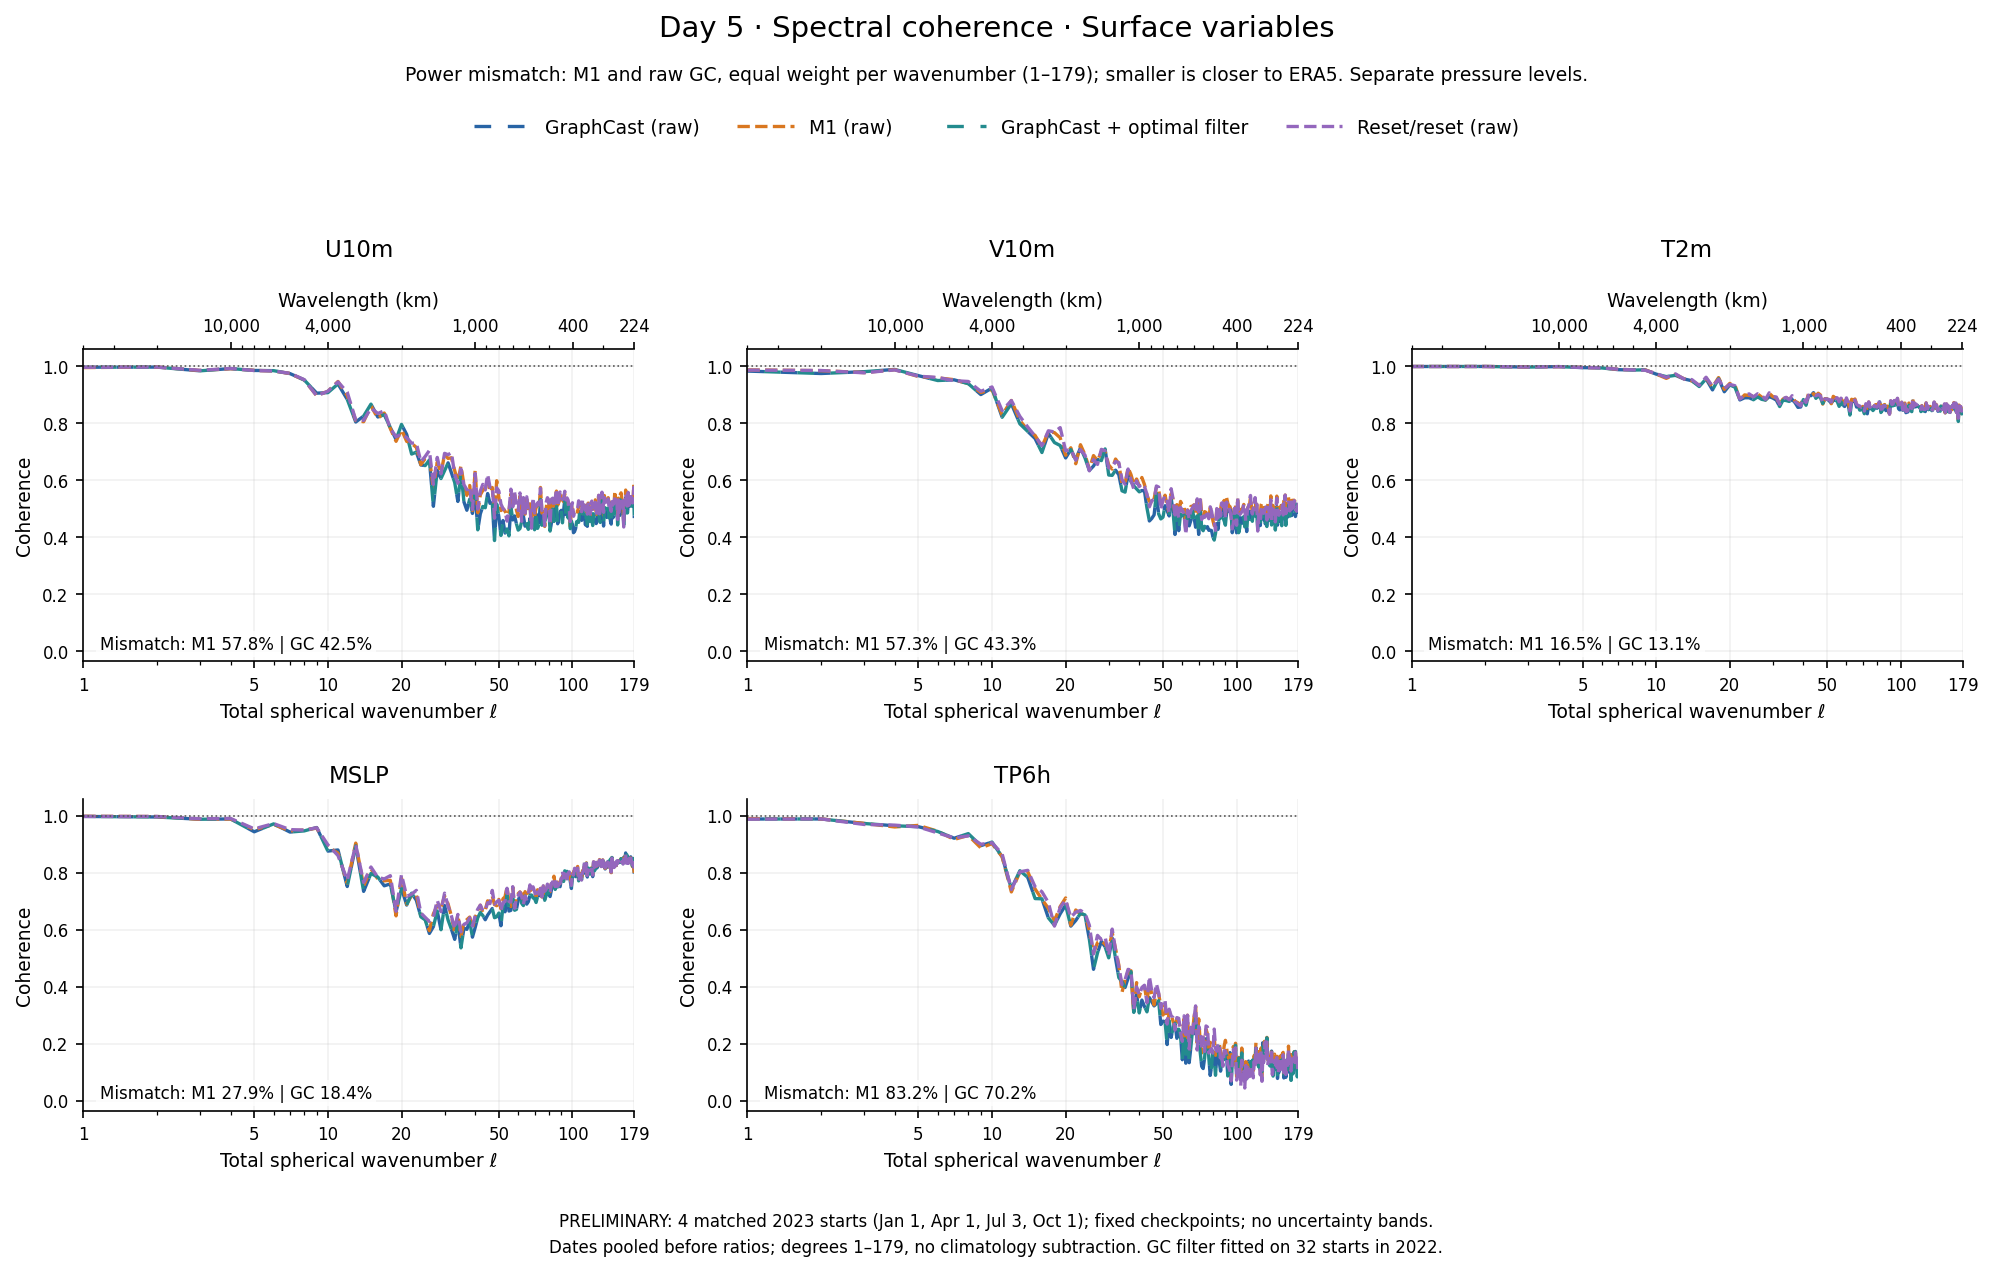 Day 5 · Spectral coherence · Surface variables
Power mismatch: M1 and raw GC, equal weight per wavenumber (1–179); smaller is closer to ERA5. Separate pressure levels.
GraphCast (raw)
M1 (raw)
GraphCast + optimal filter
Reset/reset (raw)
U10m
Wavelength (km)
10,000 4,000 1,000 400 224
Coherence
1.0
0.8
0.6
0.4
0.2
0.0
Mismatch: M1 57.8% | GC 42.5%
1 5 10 20 50 100 179
Total spherical wavenumber ℓ
V10m
Wavelength (km)
10,000 4,000 1,000 400 224
Coherence
1.0
0.8
0.6
0.4
0.2
0.0
Mismatch: M1 57.3% | GC 43.3%
1 5 10 20 50 100 179
Total spherical wavenumber ℓ
T2m
Wavelength (km)
10,000 4,000 1,000 400 224
Coherence
1.0
0.8
0.6
0.4
0.2
0.0
Mismatch: M1 16.5% | GC 13.1%
1 5 10 20 50 100 179
Total spherical wavenumber ℓ
MSLP
Coherence
1.0
0.8
0.6
0.4
0.2
0.0
Mismatch: M1 27.9% | GC 18.4%
1 5 10 20 50 100 179
Total spherical wavenumber ℓ
TP6h
Coherence
1.0
0.8
0.6
0.4
0.2
0.0
Mismatch: M1 83.2% | GC 70.2%
1 5 10 20 50 100 179
Total spherical wavenumber ℓ
PRELIMINARY: 4 matched 2023 starts (Jan 1, Apr 1, Jul 3, Oct 1); fixed checkpoints; no uncertainty bands.
Dates pooled before ratios; degrees 1–179, no climatology subtraction. GC filter fitted on 32 starts in 2022.